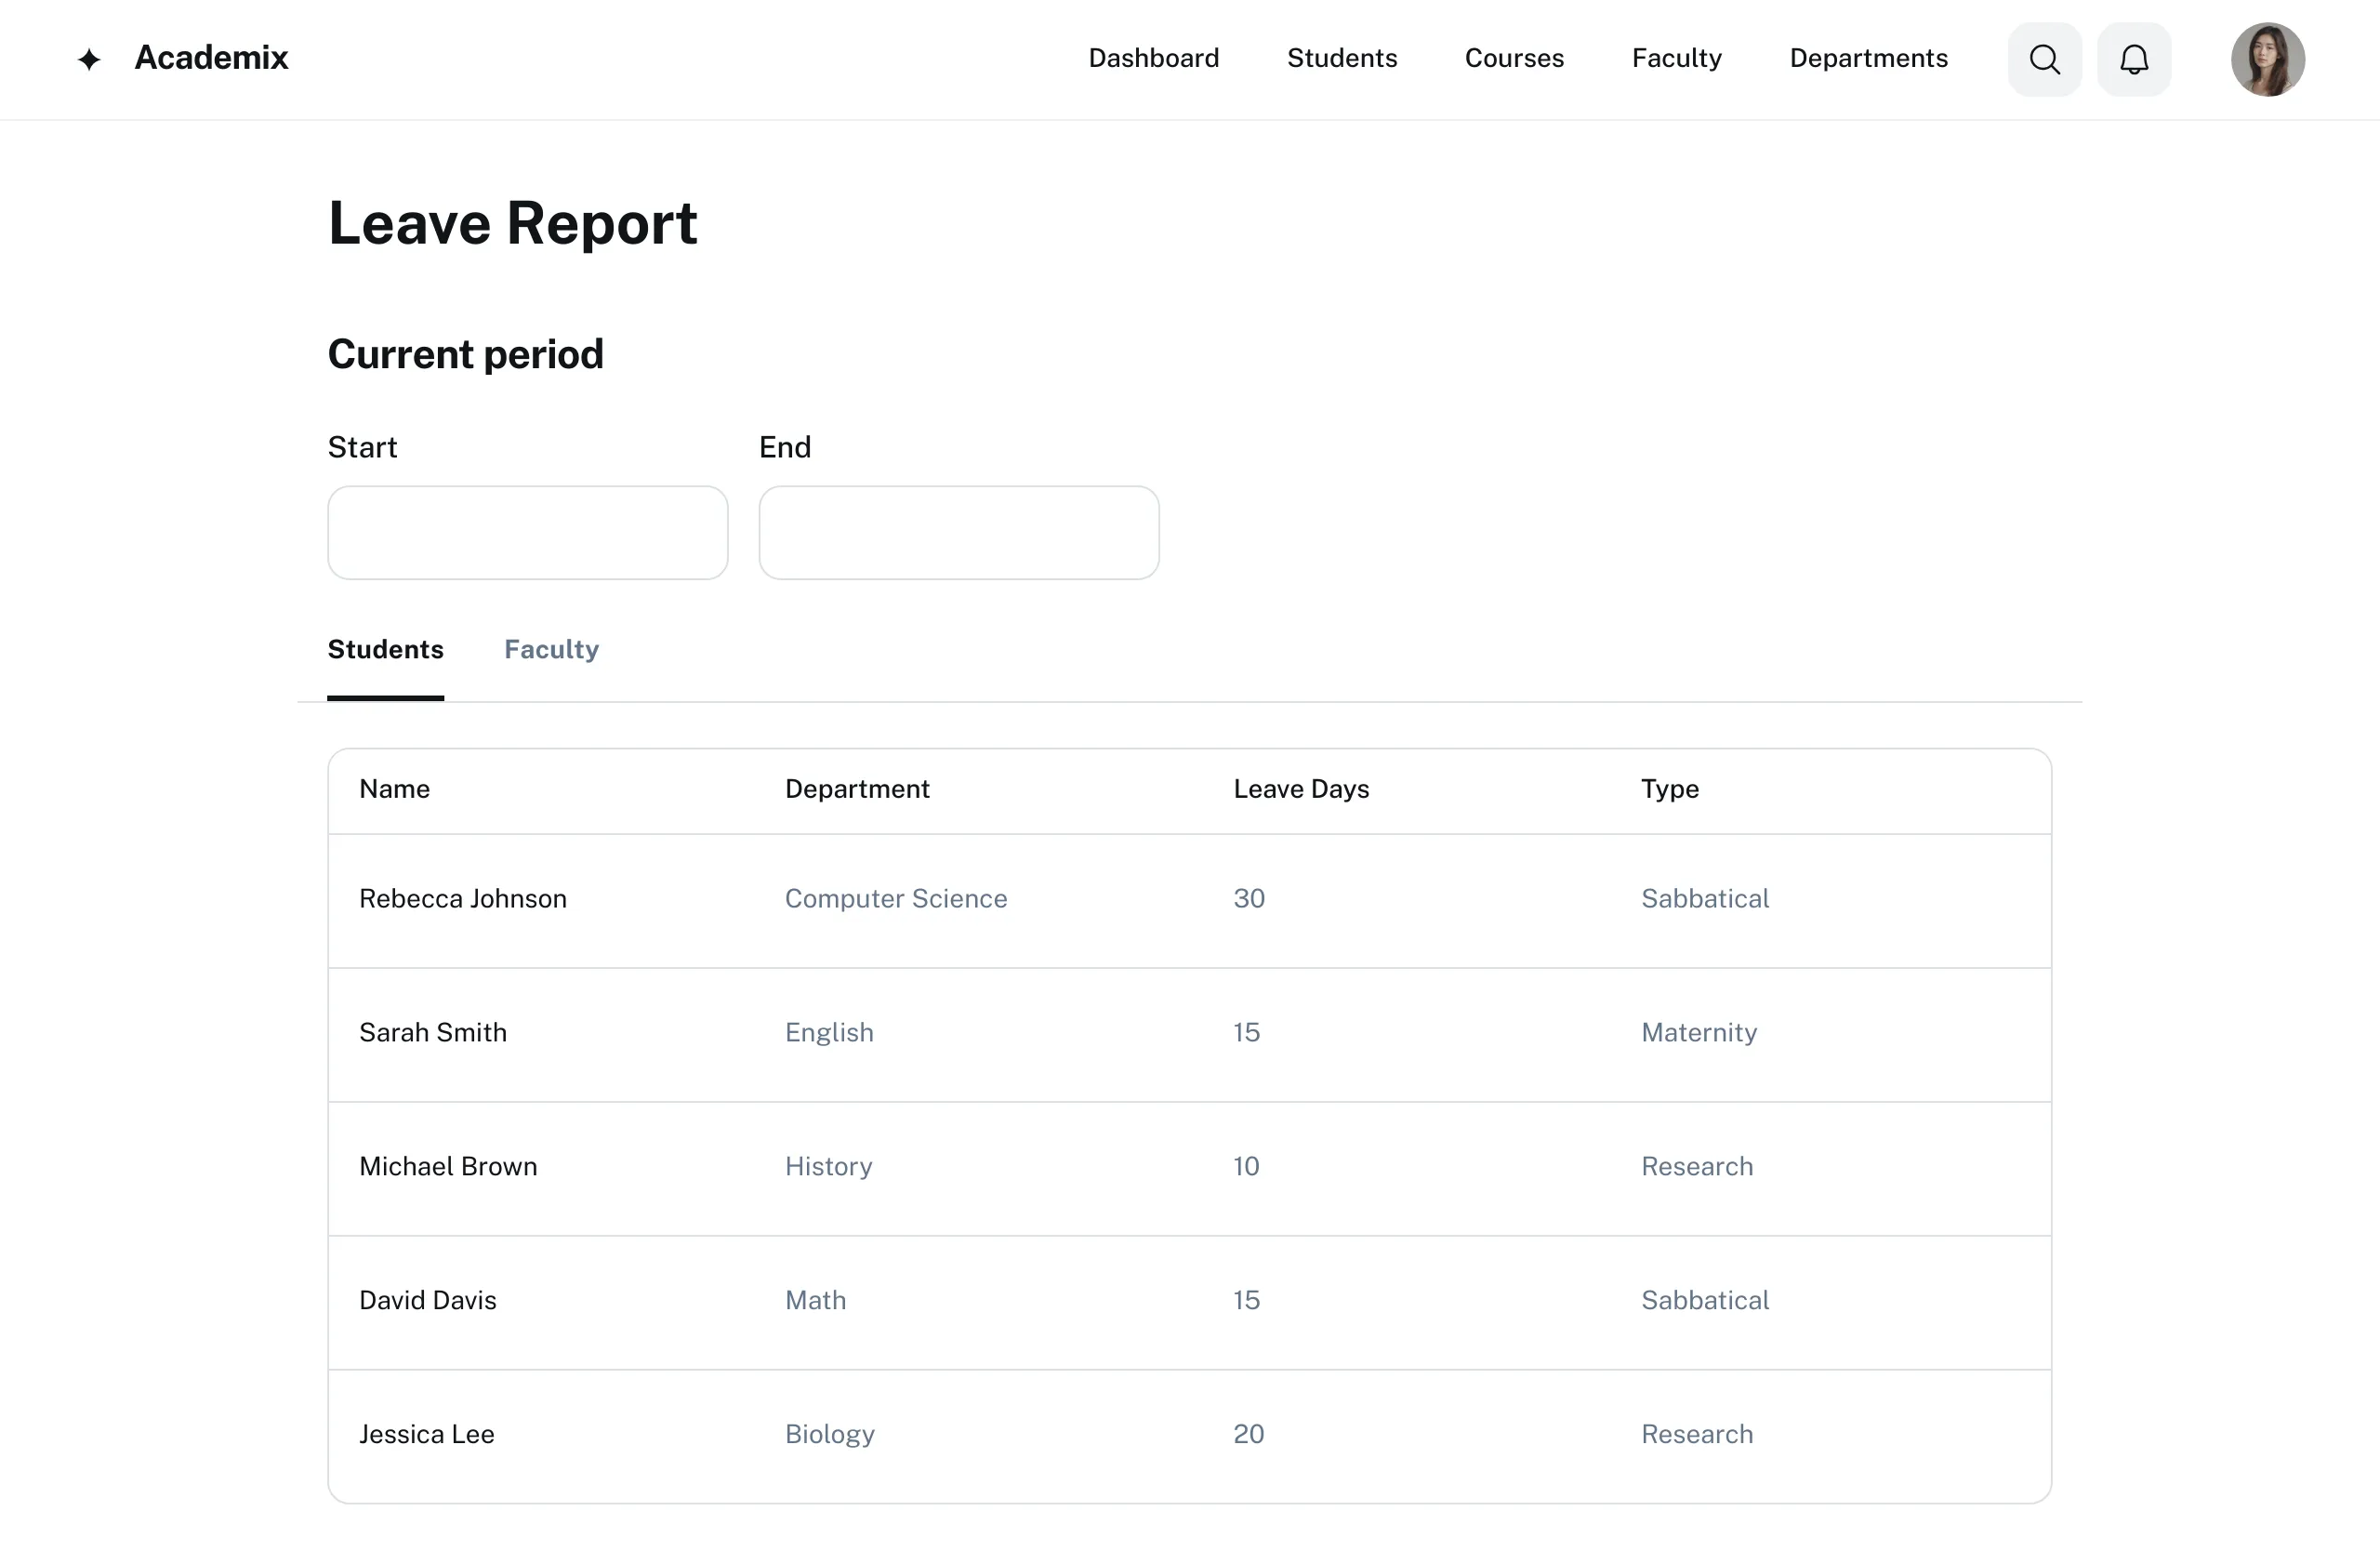 Academix
Dashboard Students Courses Faculty Departments
Leave Report
Current period
Start End
Students Faculty
Name Department Leave Days Type
Rebecca Johnson Computer Science 30 Sabbatical
Sarah Smith English 15 Maternity
Michael Brown History 10 Research
David Davis Math 15 Sabbatical
Jessica Lee Biology 20 Research